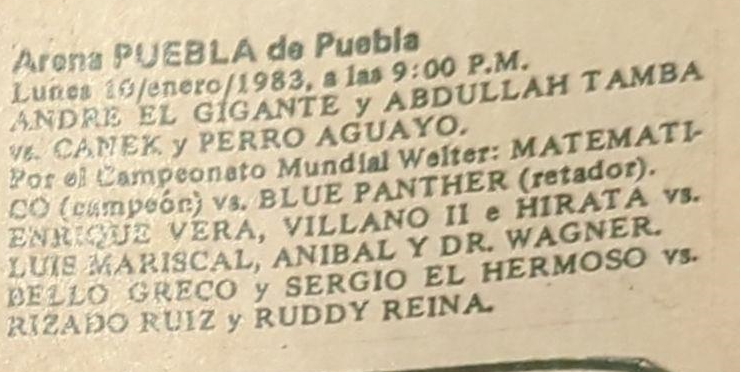 Arena PUEBLA de Puebla
Lunes 10/enero/1983, a las 9:00 P.M.
ANDRE EL GIGANTE y ABDULLAH TAMBA
vs. CANEK y PERRO AGUAYO.
Por el Campeonato Mundial Welter: MATEMATI-
CO (campeón) vs. BLUE PANTHER (retador).
ENRIQUE VERA, VILLANO II e HIRATA vs.
LUIS MARISCAL, ANIBAL Y DR. WAGNER.
BELLO GRECO y SERGIO EL HERMOSO vs.
RIZADO RUIZ y RUDDY REINA.